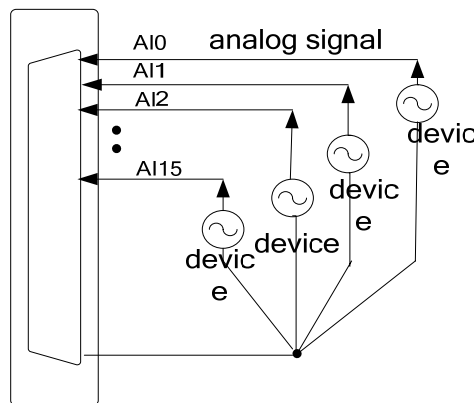 AI0
analog signal
AI1
AI2
AI15
devic
e
devic
e
device
devic
e